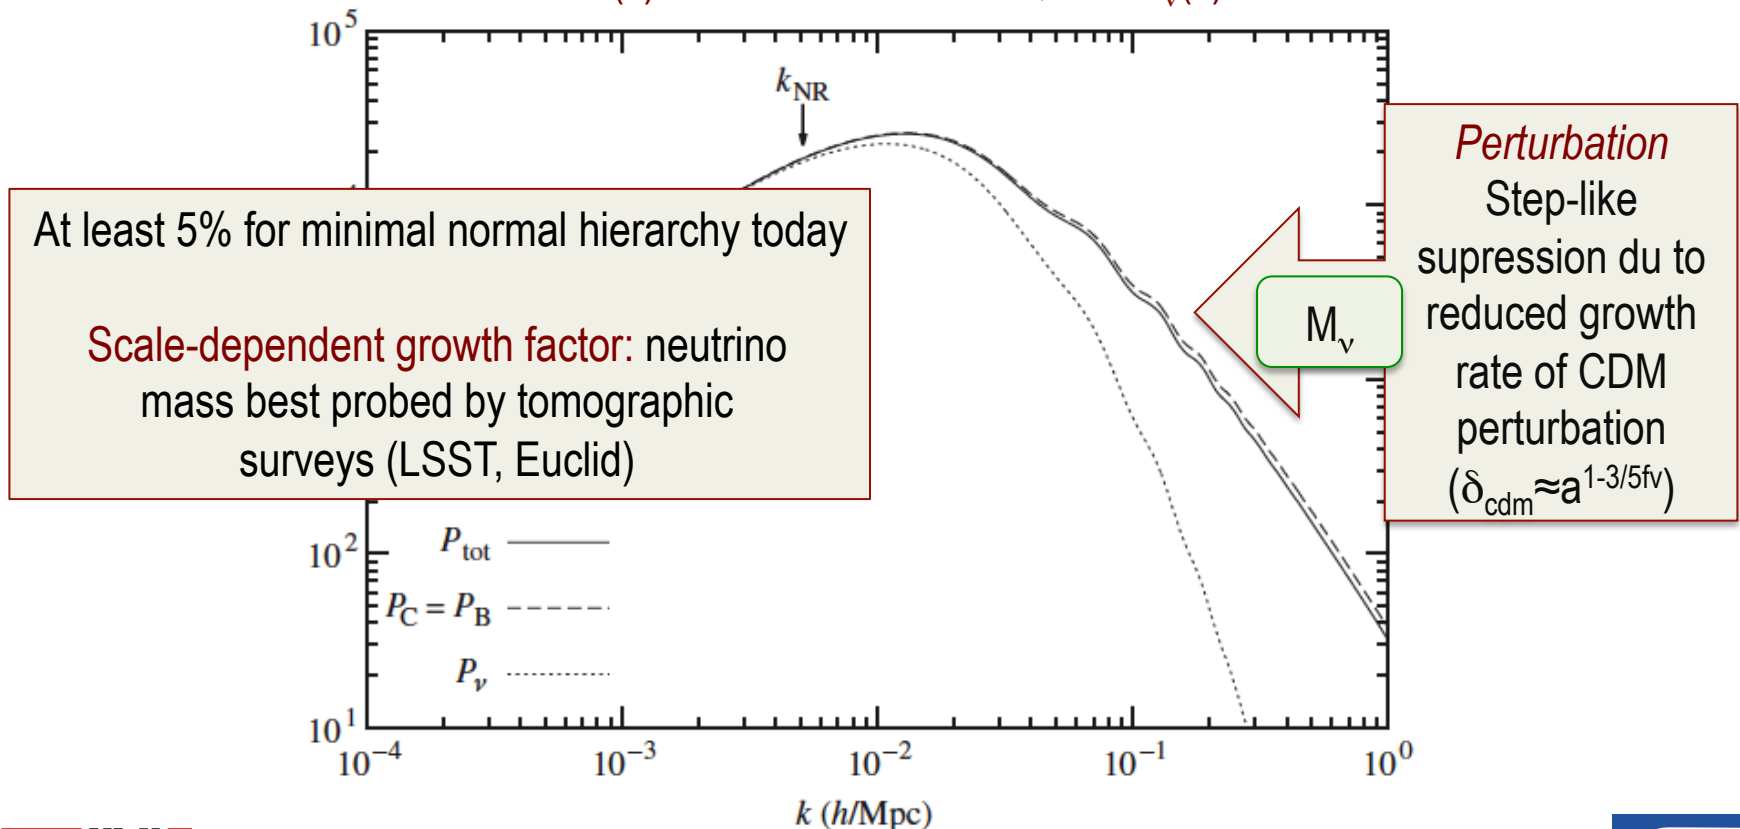 10^5
k_NR
Perturbation
Step-like
supression du to
reduced growth
rate of CDM
perturbation
(δ_cdm≈a^{1-3/5fν})
M_ν
At least 5% for minimal normal hierarchy today
Scale-dependent growth factor: neutrino
mass best probed by tomographic
surveys (LSST, Euclid)
10^2
P_tot
P_C = P_B
P_ν
10^1
10^−4 10^−3 10^−2 10^−1 10^0
k (h/Mpc)